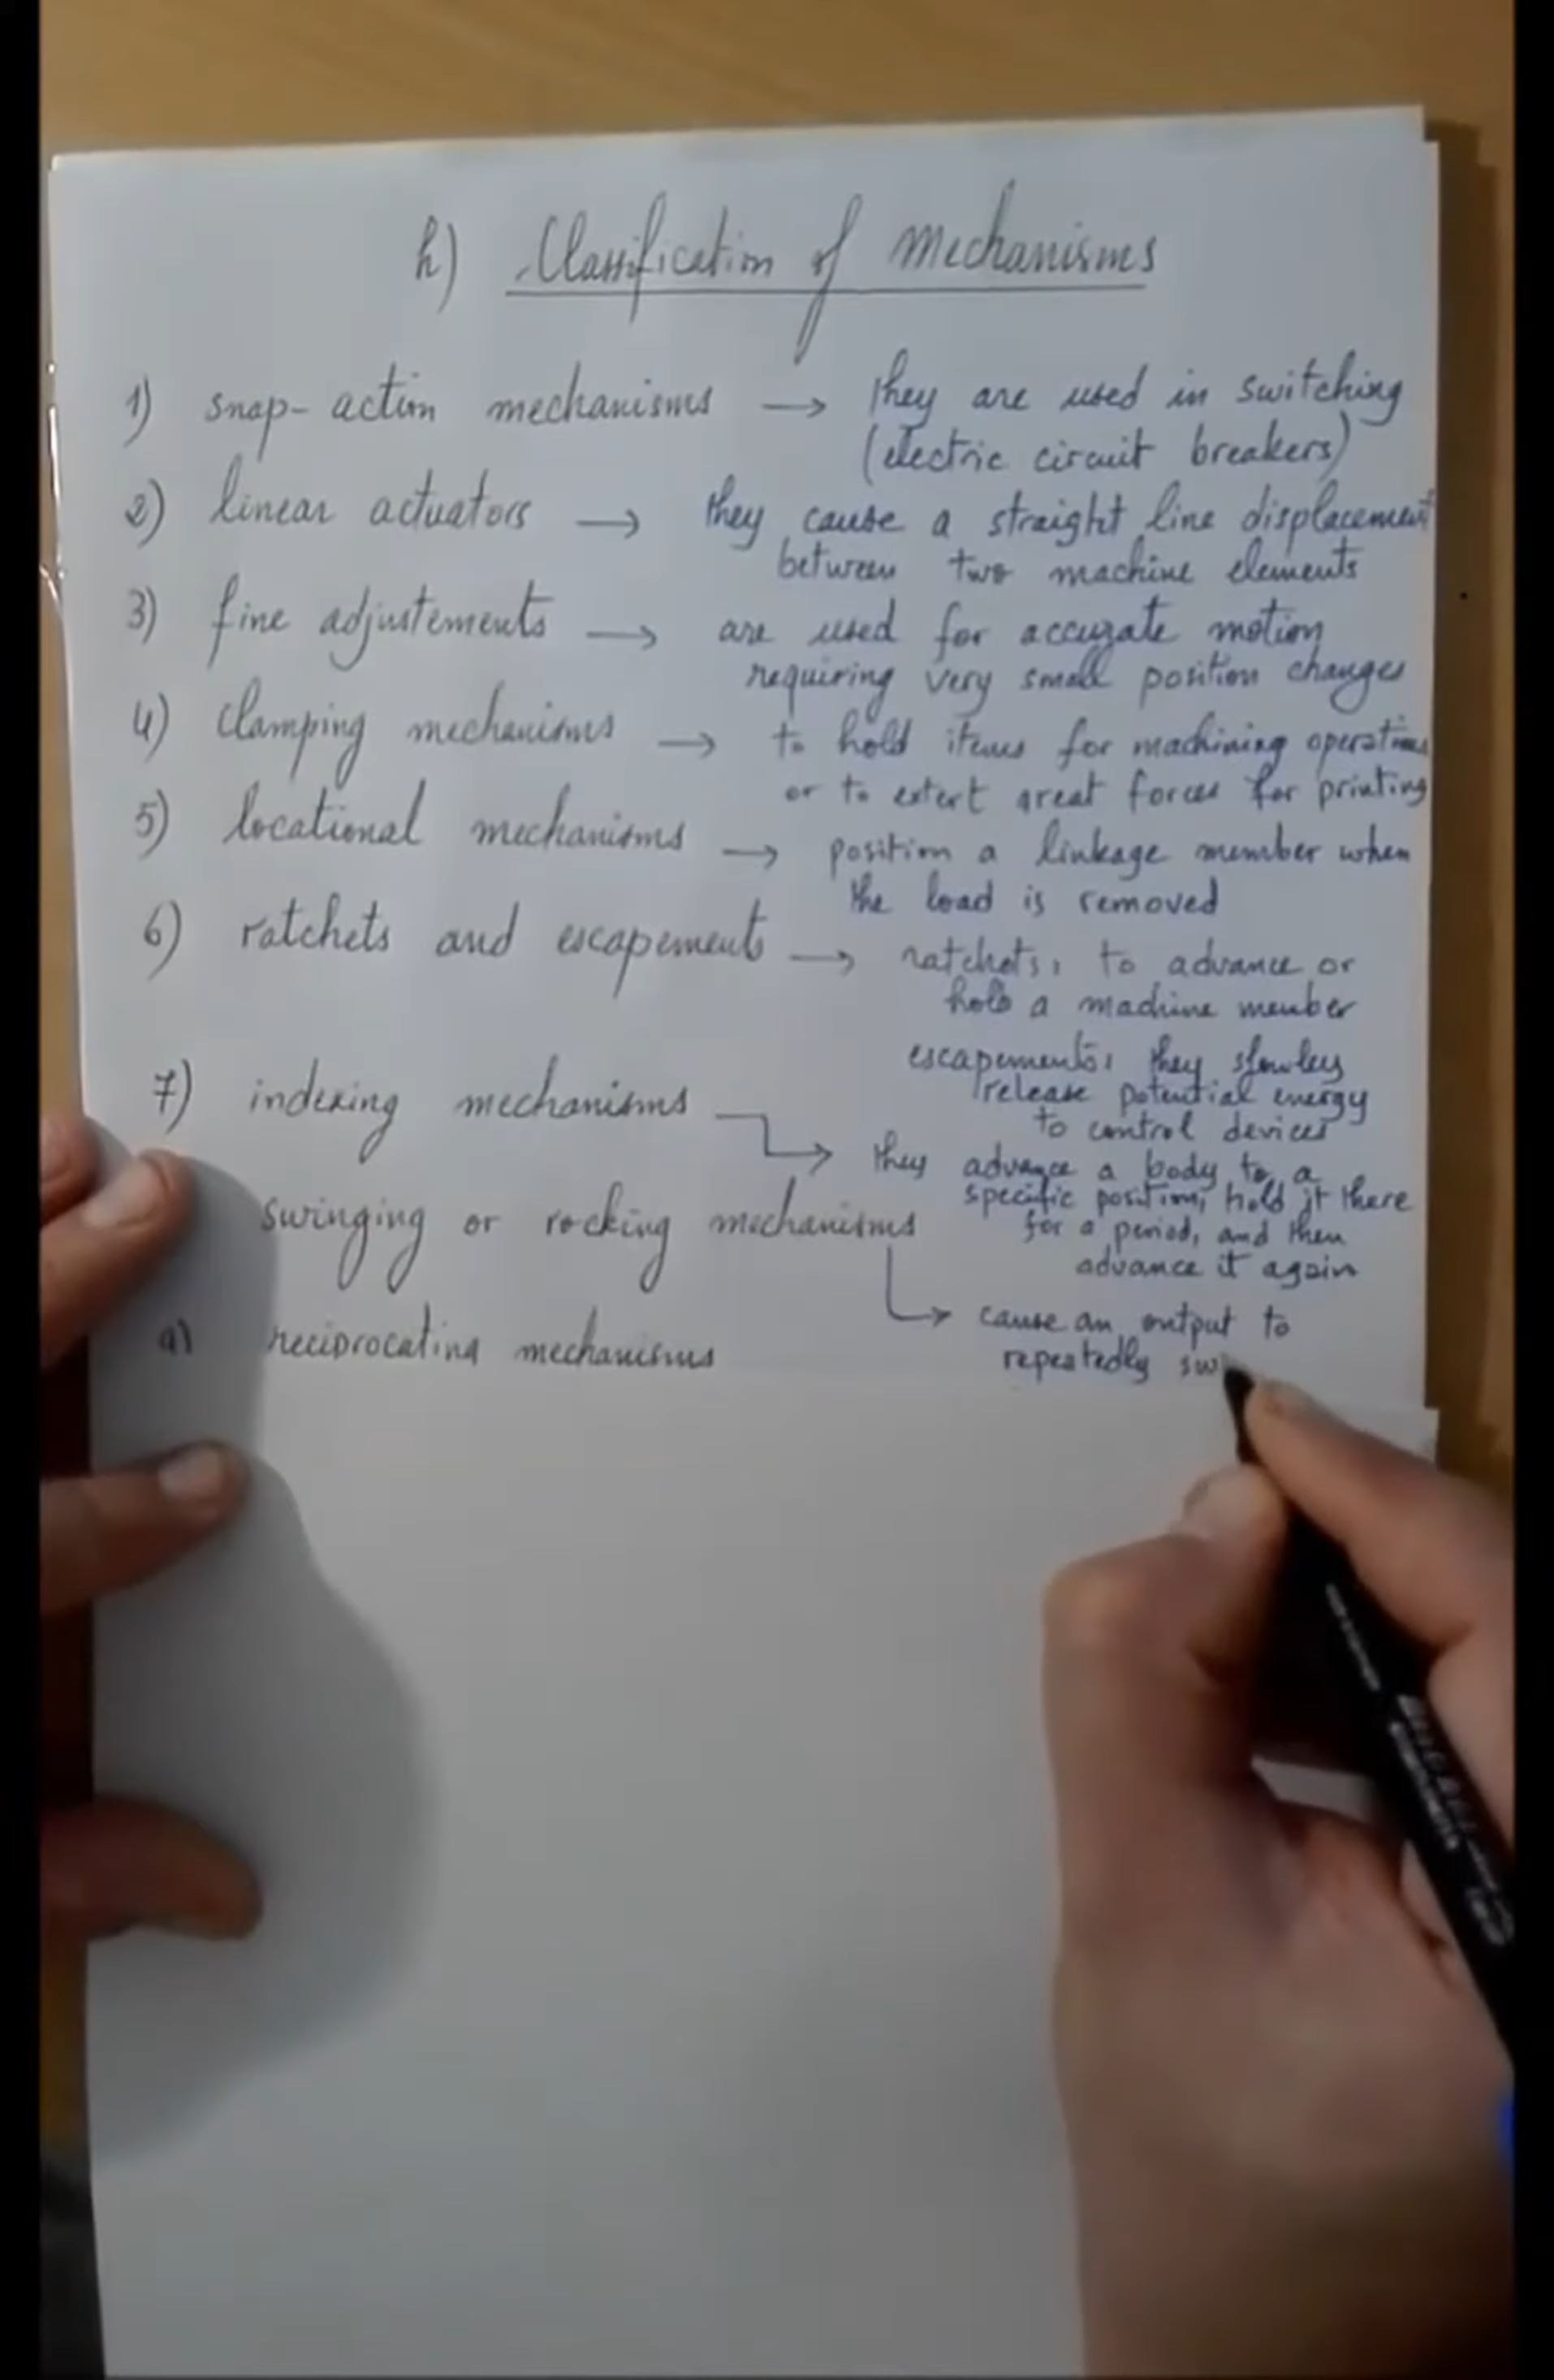 h) Classification of mechanisms
1) snap-action mechanisms → they are used in switching
(electric circuit breakers)
2) linear actuators → they cause a straight line displacement
between two machine elements
3) fine adjustements → are used for accurate motion
requiring very small position changes
4) clamping mechanisms → to hold items for machining operations
or to extert great forces for printing
5) locational mechanisms → position a linkage member when
the load is removed
6) ratchets and escapements → ratchets: to advance or
hold a machine member
escapements: they slowley
release potential energy
to control devices
7) indexing mechanisms → they advance a body to a
specific position, hold it there
for a period, and then
advance it again
swinging or rocking mechanisms → cause an output to
repeatedly sw
9) reciprocating mechanisms